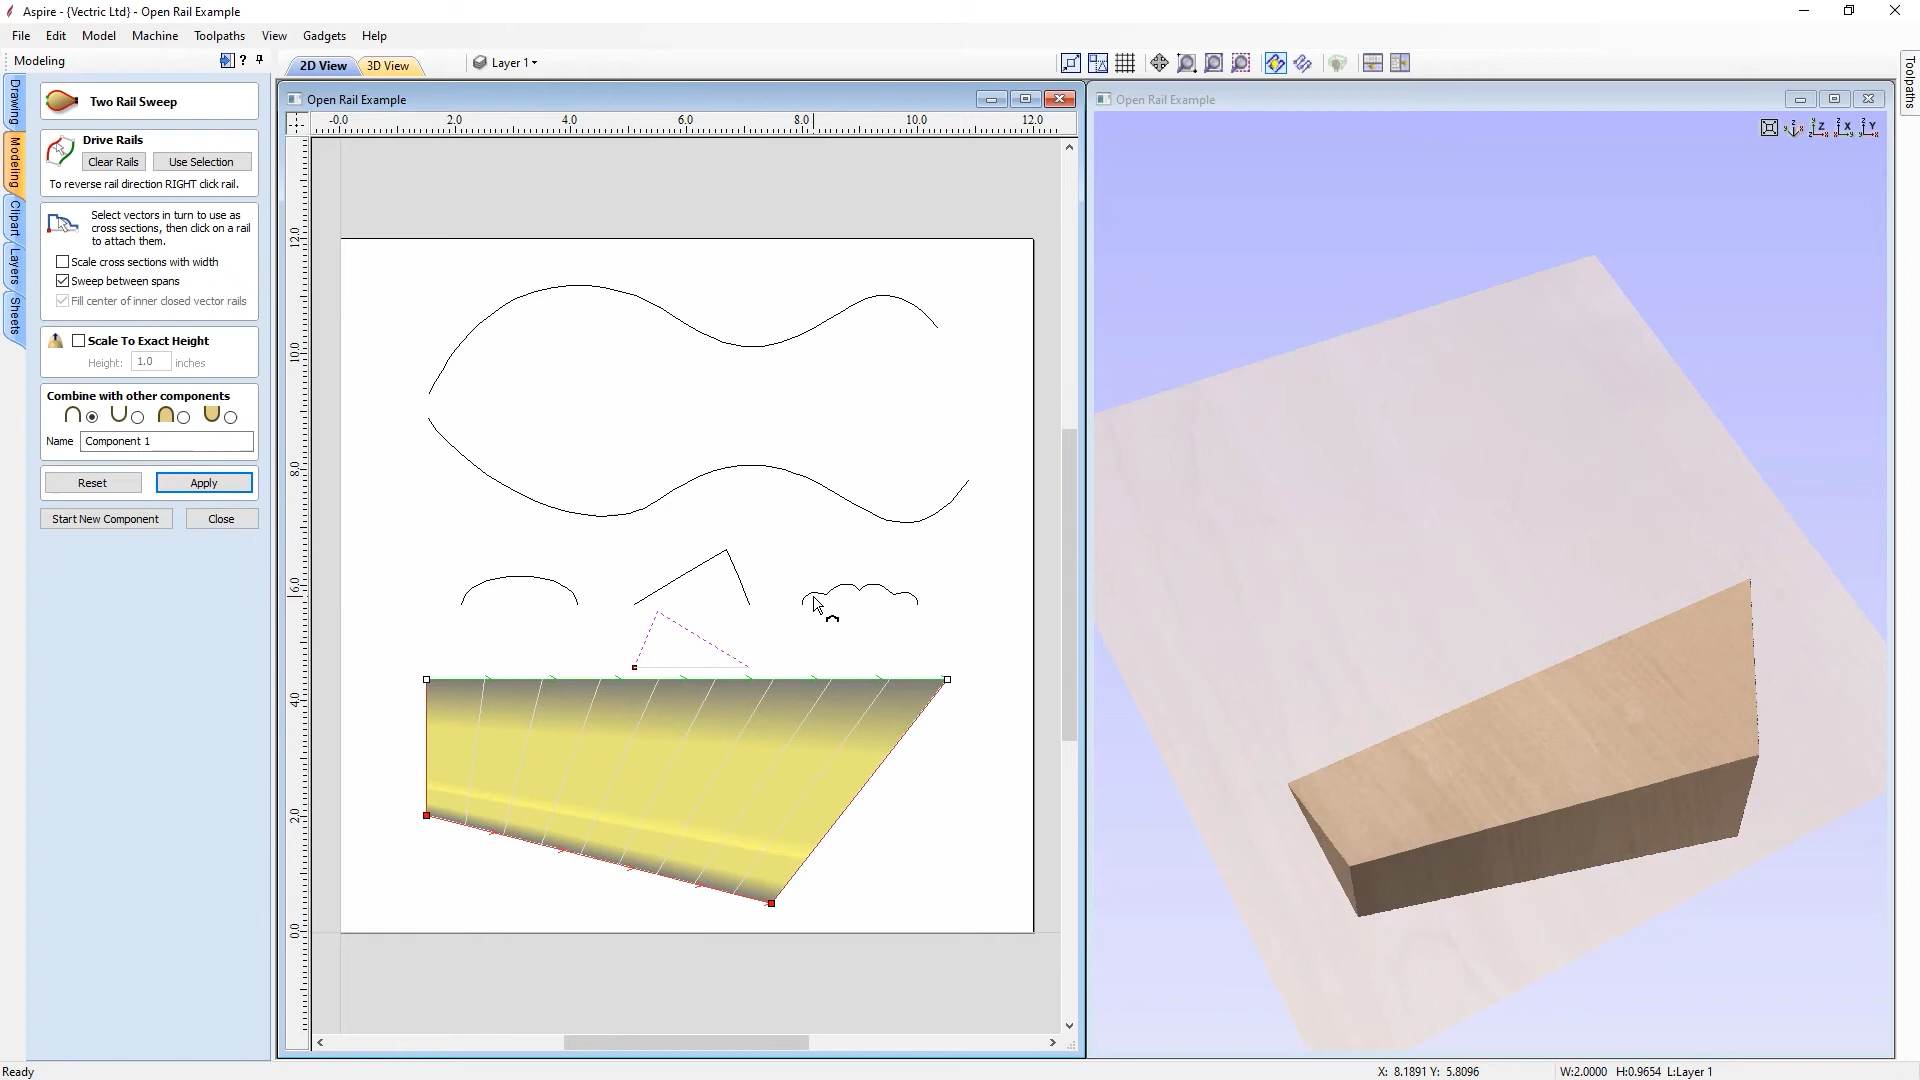 Aspire - {Vectric Ltd} - Open Rail Example
File Edit Model Machine Toolpaths View Gadgets Help
Modeling
2D View
3D View
Layer 1
Drawing
Modeling
Clipart
Layers
Sheets
Two Rail Sweep
Drive Rails
Clear Rails
Use Selection
To reverse rail direction RIGHT click rail.
Select vectors in turn to use as
cross sections, then click on a rail
to attach them.
Scale cross sections with width
Sweep between spans
Fill center of inner closed vector rails
Scale To Exact Height
Height: 1.0 inches
Combine with other components
Name Component 1
Reset
Apply
Start New Component
Close
Open Rail Example
-0.0 2.0 4.0 6.0 8.0 10.0 12.0
12.0
10.0
8.0
6.0
4.0
2.0
0.0
Open Rail Example
Z X Y
Toolpaths
Ready
X: 8.1891 Y: 5.8096
W:2.0000 H:0.9654 L:Layer 1